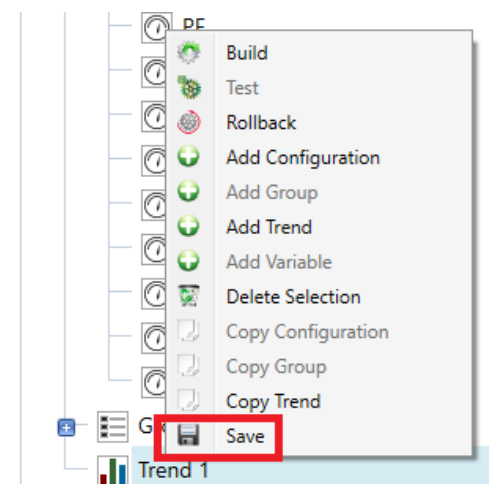 PF
Build
Test
Rollback
Add Configuration
Add Group
Add Trend
Add Variable
Delete Selection
Copy Configuration
Copy Group
Copy Trend
Save
Trend 1